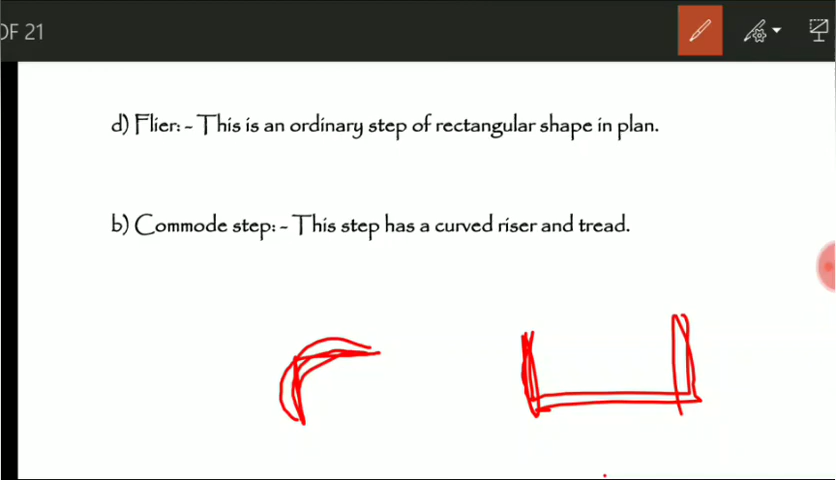 OF 21
d) Flier: - This is an ordinary step of rectangular shape in plan.
b) Commode step: - This step has a curved riser and tread.